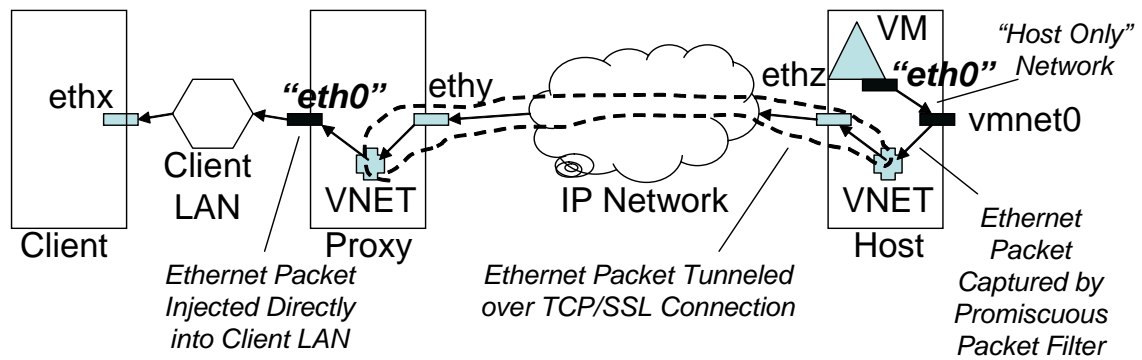 VM
“Host Only”
Network
ethx
“eth0”
ethy
ethz
“eth0”
vmnet0
Client
LAN
VNET
IP Network
VNET
Client
Proxy
Host
Ethernet Packet
Injected Directly
into Client LAN
Ethernet Packet Tunneled
over TCP/SSL Connection
Ethernet
Packet
Captured by
Promiscuous
Packet Filter